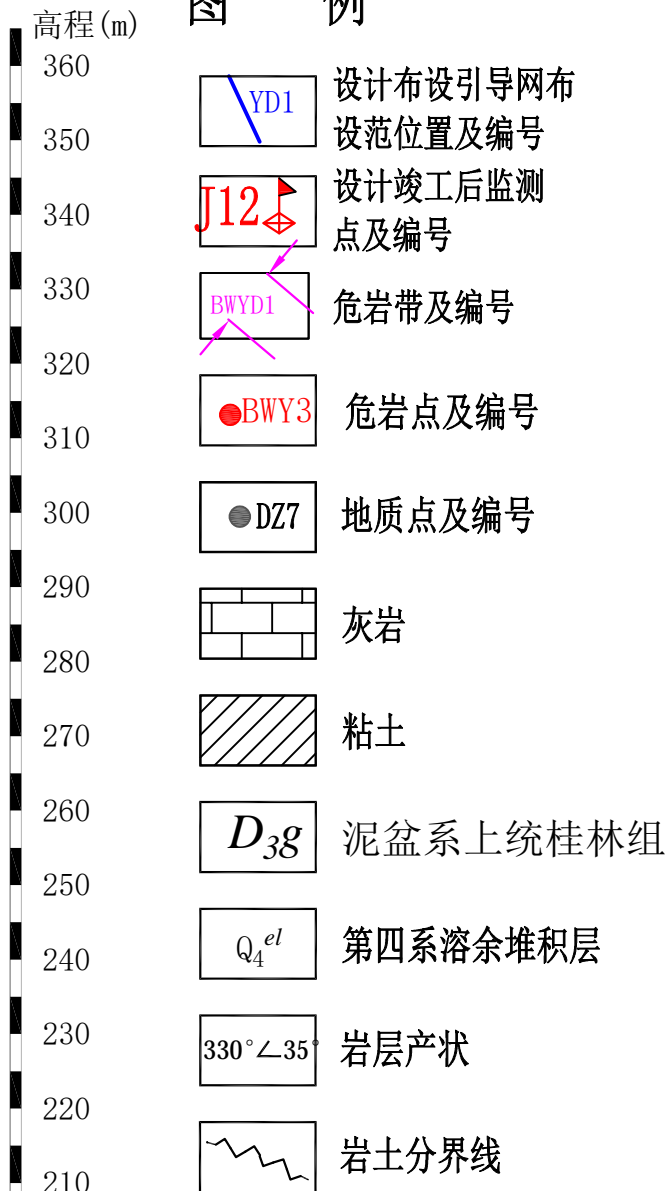 图 例
高程(m)
360
350
340
330
320
310
300
290
280
270
260
250
240
230
220
210
YD1
设计布设引导网布
设范位置及编号
J12
设计竣工后监测
点及编号
BWYD1
危岩带及编号
BWY3
危岩点及编号
DZ7
地质点及编号
灰岩
粘土
D₃g
泥盆系上统桂林组
Q₄ᵉˡ
第四系溶余堆积层
330°∠35°
岩层产状
岩土分界线